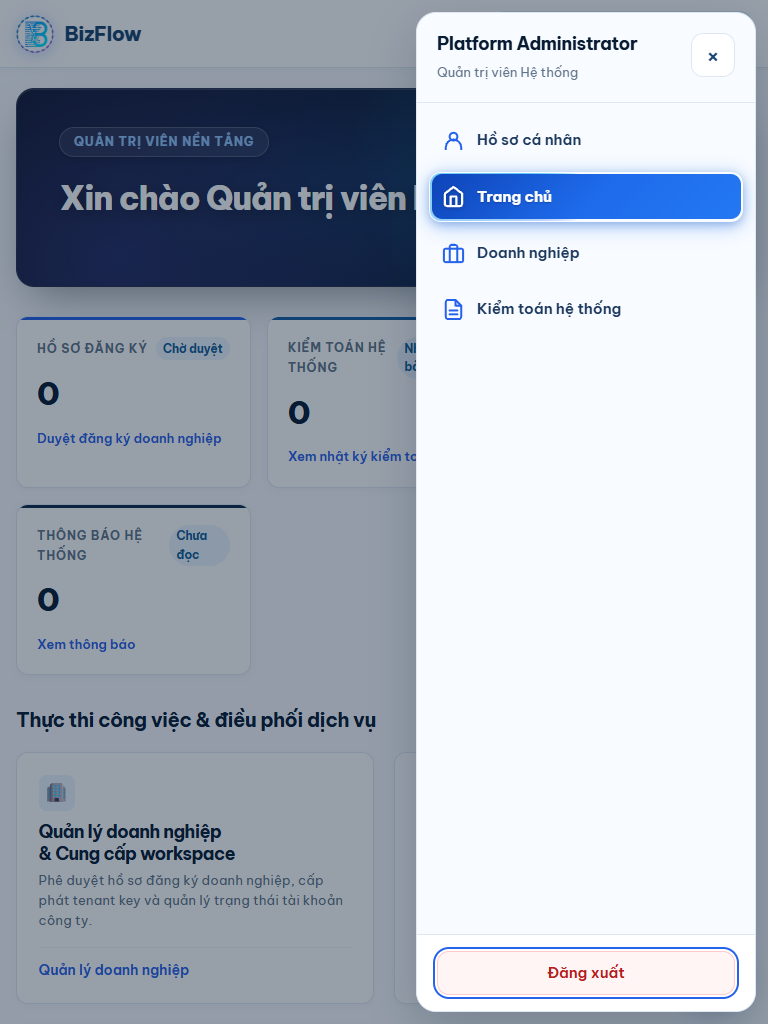 BizFlow
QUẢN TRỊ VIÊN NỀN TẢNG
Xin chào Quản trị viên
HỒ SƠ ĐĂNG KÝ
Chờ duyệt
0
Duyệt đăng ký doanh nghiệp
KIỂM TOÁN HỆ
THỐNG
0
Xem nhật ký kiểm
THÔNG BÁO HỆ
THỐNG
Chưa
đọc
0
Xem thông báo
Thực thi công việc & điều phối dịch vụ
Quản lý doanh nghiệp
& Cung cấp workspace
Phê duyệt hồ sơ đăng ký doanh nghiệp, cấp
phát tenant key và quản lý trạng thái tài khoản
công ty.
Quản lý doanh nghiệp
Platform Administrator
Quản trị viên Hệ thống
×
Hồ sơ cá nhân
Trang chủ
Doanh nghiệp
Kiểm toán hệ thống
Đăng xuất